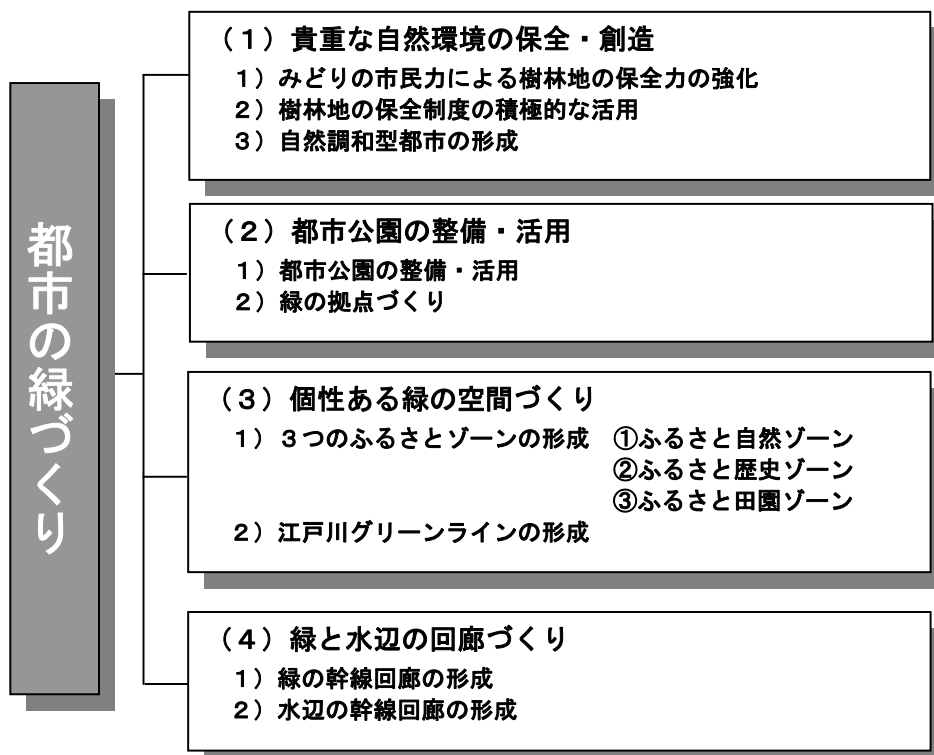 都市の緑づくり
（１）貴重な自然環境の保全・創造
１）みどりの市民力による樹林地の保全力の強化
２）樹林地の保全制度の積極的な活用
３）自然調和型都市の形成
（２）都市公園の整備・活用
１）都市公園の整備・活用
２）緑の拠点づくり
（３）個性ある緑の空間づくり
１）３つのふるさとゾーンの形成　①ふるさと自然ゾーン
②ふるさと歴史ゾーン
③ふるさと田園ゾーン
２）江戸川グリーンラインの形成
（４）緑と水辺の回廊づくり
１）緑の幹線回廊の形成
２）水辺の幹線回廊の形成